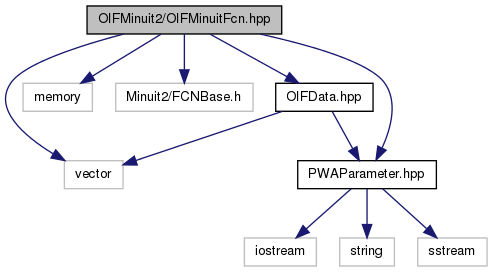 OIFMinuit2/OIFMinuitFcn.hpp
memory
Minuit2/FCNBase.h
OIFData.hpp
vector
PWAParameter.hpp
iostream
string
sstream